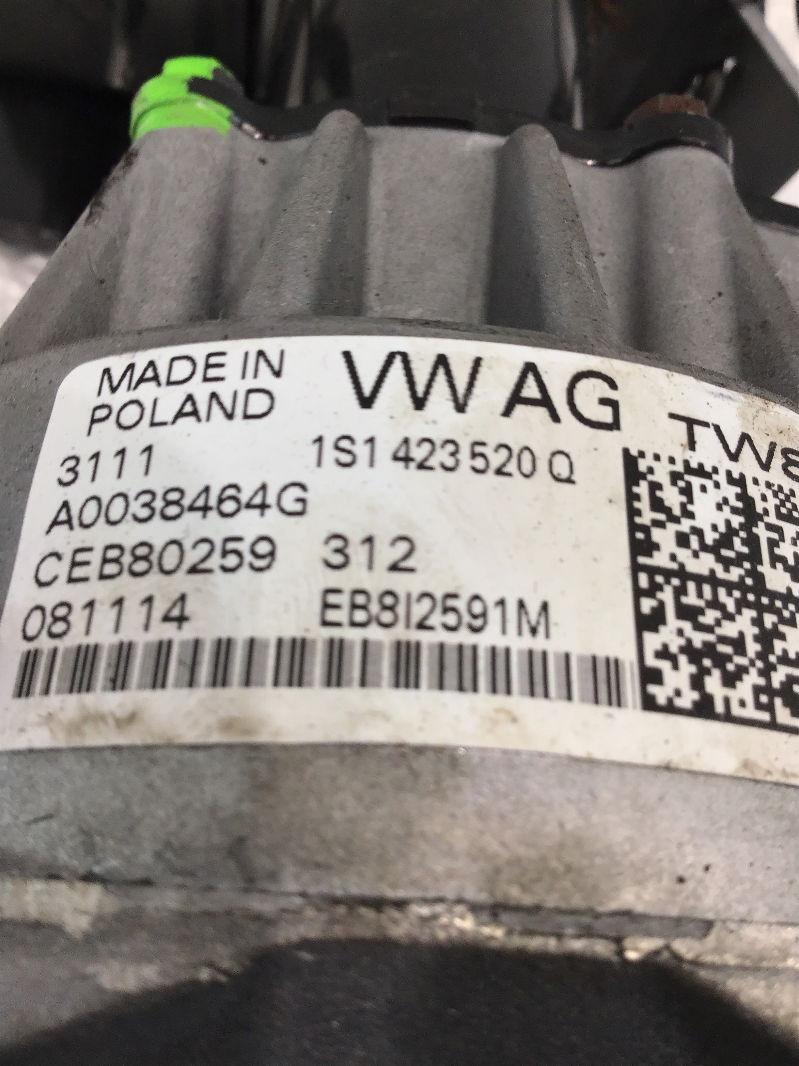 MADE IN
POLAND
VW AG
3111
1S1 423 520 Q
A0038464G
CEB80259
312
081114
EB8I2591M